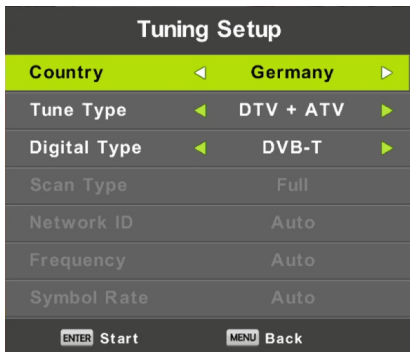 Tuning Setup
Country Germany
Tune Type DTV + ATV
Digital Type DVB-T
Scan Type Full
Network ID Auto
Frequency Auto
Symbol Rate Auto
ENTER Start MENU Back